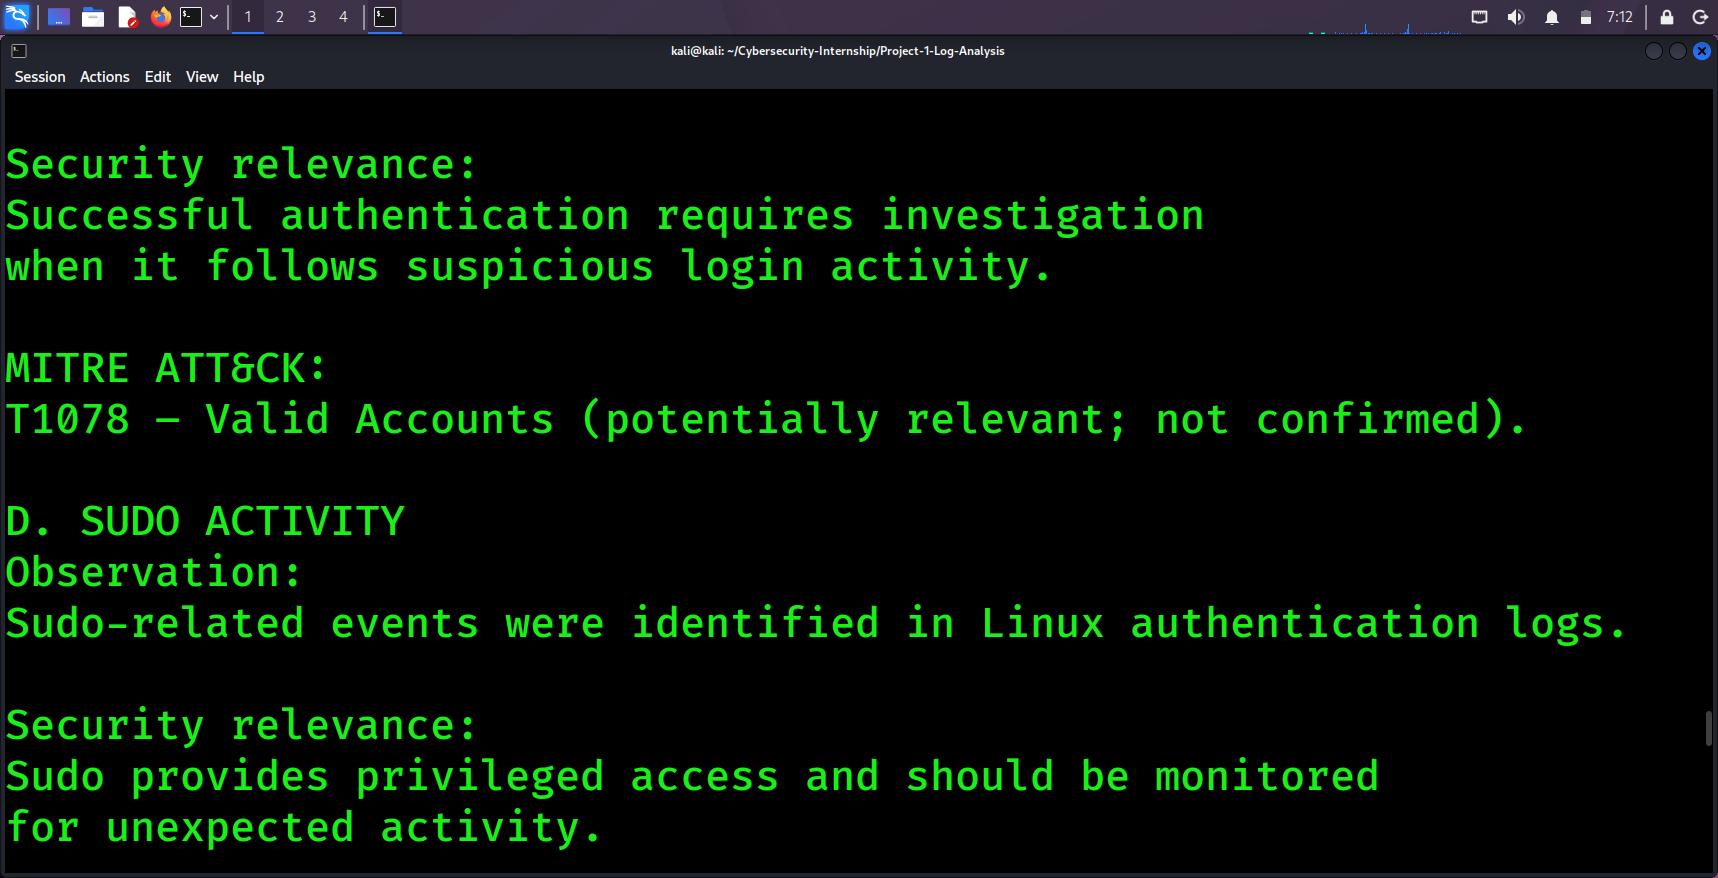 1 2 3 4
7:12
kali@kali: ~/Cybersecurity-Internship/Project-1-Log-Analysis
Session Actions Edit View Help
Security relevance:
Successful authentication requires investigation
when it follows suspicious login activity.
MITRE ATT&CK:
T1078 — Valid Accounts (potentially relevant; not confirmed).
D. SUDO ACTIVITY
Observation:
Sudo-related events were identified in Linux authentication logs.
Security relevance:
Sudo provides privileged access and should be monitored
for unexpected activity.